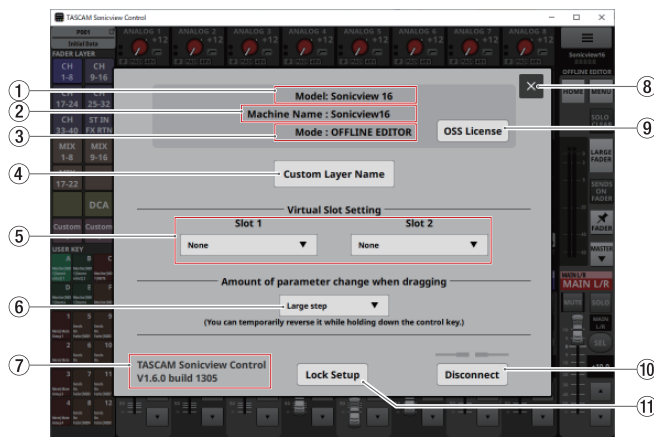 TASCAM Sonicview Control
P001
Initial Data
FADER LAYER
ANALOG 1
ANALOG 2
ANALOG 3
ANALOG 4
ANALOG 5
ANALOG 6
ANALOG 7
ANALOG 8
Sonicview16
OFFLINE EDITOR
CH 1-8
CH 9-16
CH 17-24
CH 25-32
CH 33-40
ST IN FX RTN
MIX 1-8
MIX 9-16
17-22
DCA
Custom
Custom
USER KEY
HOME
MENU
SOLO CLEAR
LARGE FADER
SENDS ON FADER
FADER
MASTER
MAIN L/R
MAIN L/R
MUTE
SOLO
MAIN L/R
SEL
1
Model: Sonicview 16
8
2
Machine Name : Sonicview16
3
Mode : OFFLINE EDITOR
OSS License
9
4
Custom Layer Name
Virtual Slot Setting
Slot 1
Slot 2
5
None
None
Amount of parameter change when dragging
6
Large step
(You can temporarily reverse it while holding down the control key.)
7
TASCAM Sonicview Control
V1.6.0 build 1305
Lock Setup
Disconnect
10
11